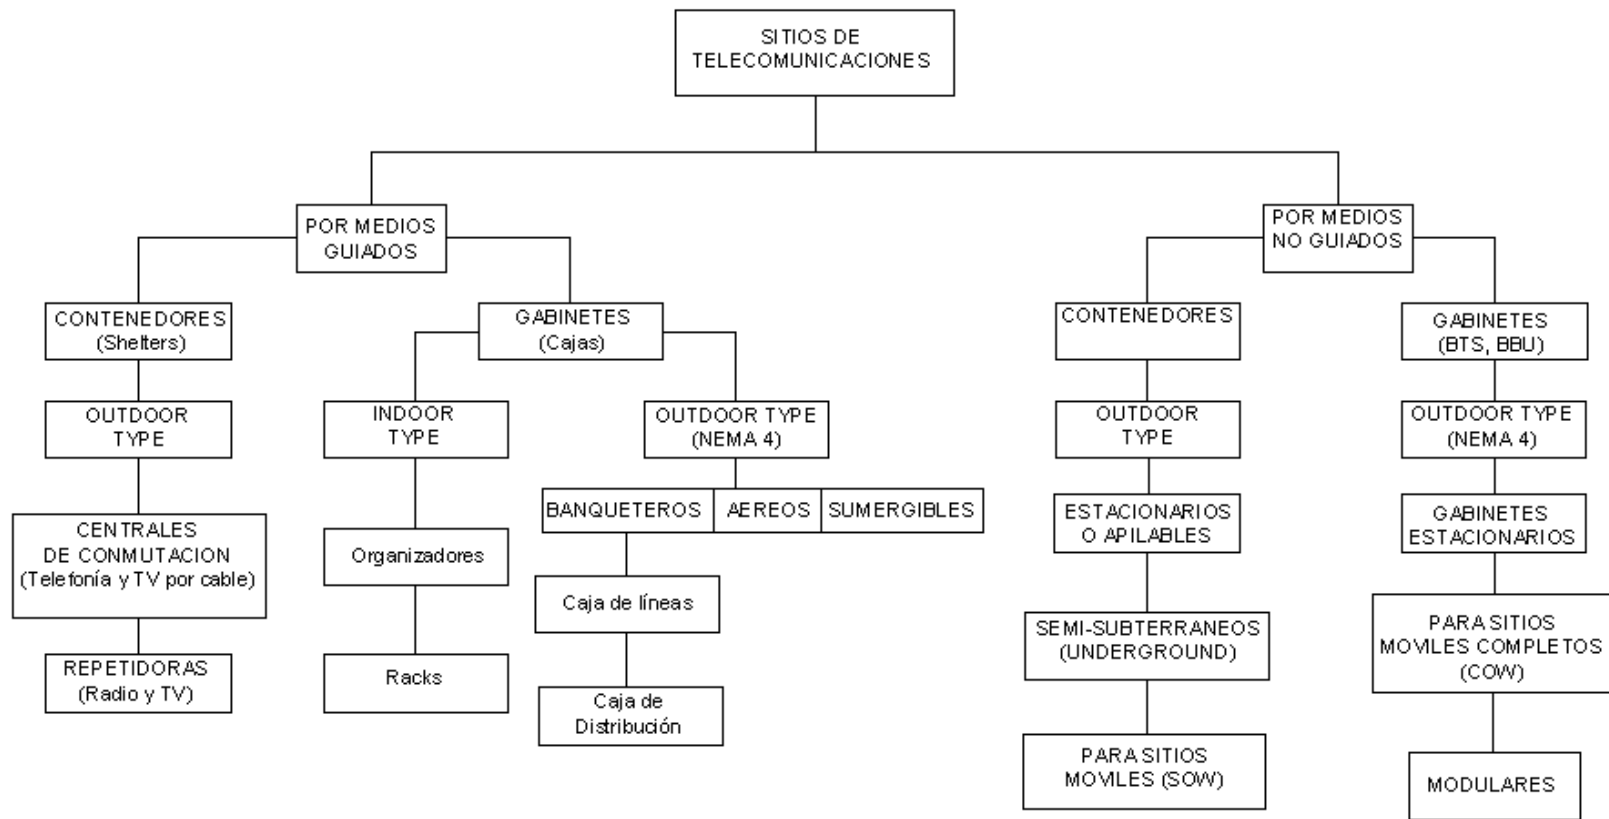 SITIOS DE
TELECOMUNICACIONES
POR MEDIOS
GUIADOS
POR MEDIOS
NO GUIADOS
CONTENEDORES
(Shelters)
GABINETES
(Cajas)
CONTENEDORES
GABINETES
(BTS, BBU)
OUTDOOR
TYPE
INDOOR
TYPE
OUTDOOR TYPE
(NEMA 4)
OUTDOOR
TYPE
OUTDOOR TYPE
(NEMA 4)
BANQUETEROS
AEREOS
SUMERGIBLES
ESTACIONARIOS
O APILABLES
GABINETES
ESTACIONARIOS
CENTRALES
DE CONMUTACION
(Telefonía y TV por cable)
Organizadores
Caja de líneas
SEMI-SUBTERRANEOS
(UNDERGROUND)
PARA SITIOS
MOVILES COMPLETOS
(COW)
REPETIDORAS
(Radio y TV)
Racks
Caja de
Distribución
PARA SITIOS
MOVILES (SOW)
MODULARES